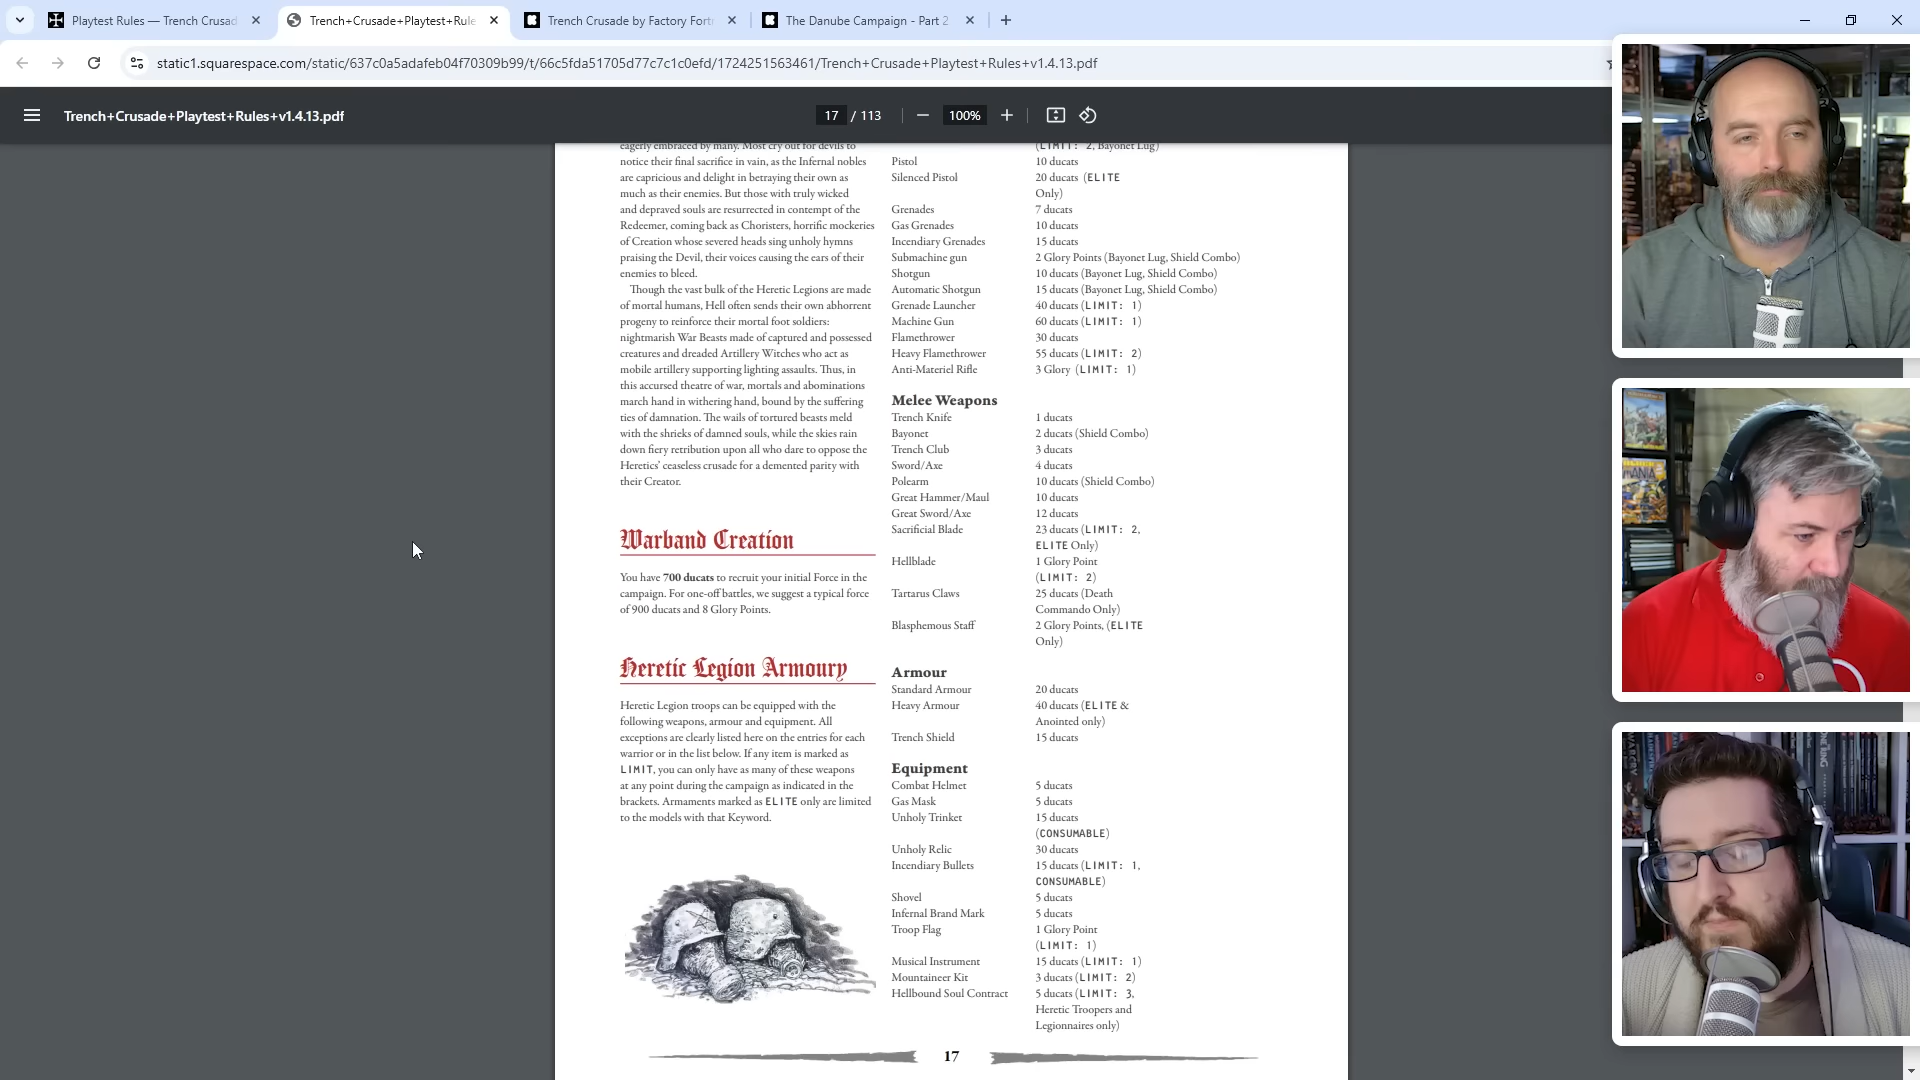 Playtest Rules — Trench Crusad
Trench+Crusade+Playtest+Rule
Trench Crusade by Factory Fort
The Danube Campaign - Part 2
static1.squarespace.com/static/637c0a5adafeb04f70309b99/t/66c5fda51705d77c7c1c0efd/1724251563461/Trench+Crusade+Playtest+Rules+v1.4.13.pdf
Trench+Crusade+Playtest+Rules+v1.4.13.pdf
17 / 113
100%
eagerly embraced by many. Most cry out for devils to
notice their final sacrifice in vain, as the Infernal nobles
are capricious and delight in betraying their own as
much as their enemies. But those with truly wicked
and depraved souls are resurrected in contempt of the
Redeemer, coming back as Choristers, horrific mockeries
of Creation whose severed heads sing unholy hymns
praising the Devil, their voices causing the ears of their
enemies to bleed.
Though the vast bulk of the Heretic Legions are made
of mortal humans, Hell often sends their own abhorrent
progeny to reinforce their mortal foot soldiers:
nightmarish War Beasts made of captured and possessed
creatures and dreaded Artillery Witches who act as
mobile artillery supporting lighting assaults. Thus, in
this accursed theatre of war, mortals and abominations
march hand in withering hand, bound by the suffering
ties of damnation. The wails of tortured beasts meld
with the shrieks of damned souls, while the skies rain
down fiery retribution upon all who dare to oppose the
Heretics' ceaseless crusade for a demented parity with
their Creator.
Warband Creation
You have 700 ducats to recruit your initial Force in the
campaign. For one-off battles, we suggest a typical force
of 900 ducats and 8 Glory Points.
Heretic Legion Armoury
Heretic Legion troops can be equipped with the
following weapons, armour and equipment. All
exceptions are clearly listed here on the entries for each
warrior or in the list below. If any item is marked as
LIMIT, you can only have as many of these weapons
at any point during the campaign as indicated in the
brackets. Armaments marked as ELITE only are limited
to the models with that Keyword.
(LIMIT: 2, Bayonet Lug)
Pistol 10 ducats
Silenced Pistol 20 ducats (ELITE
Only)
Grenades 7 ducats
Gas Grenades 10 ducats
Incendiary Grenades 15 ducats
Submachine gun 2 Glory Points (Bayonet Lug, Shield Combo)
Shotgun 10 ducats (Bayonet Lug, Shield Combo)
Automatic Shotgun 15 ducats (Bayonet Lug, Shield Combo)
Grenade Launcher 40 ducats (LIMIT: 1)
Machine Gun 60 ducats (LIMIT: 1)
Flamethrower 30 ducats
Heavy Flamethrower 55 ducats (LIMIT: 2)
Anti-Materiel Rifle 3 Glory (LIMIT: 1)
Melee Weapons
Trench Knife 1 ducats
Bayonet 2 ducats (Shield Combo)
Trench Club 3 ducats
Sword/Axe 4 ducats
Polearm 10 ducats (Shield Combo)
Great Hammer/Maul 10 ducats
Great Sword/Axe 12 ducats
Sacrificial Blade 23 ducats (LIMIT: 2,
ELITE Only)
Hellblade 1 Glory Point
(LIMIT: 2)
Tartarus Claws 25 ducats (Death
Commando Only)
Blasphemous Staff 2 Glory Points, (ELITE
Only)
Armour
Standard Armour 20 ducats
Heavy Armour 40 ducats (ELITE &
Anointed only)
Trench Shield 15 ducats
Equipment
Combat Helmet 5 ducats
Gas Mask 5 ducats
Unholy Trinket 15 ducats
(CONSUMABLE)
Unholy Relic 30 ducats
Incendiary Bullets 15 ducats (LIMIT: 1,
CONSUMABLE)
Shovel 5 ducats
Infernal Brand Mark 5 ducats
Troop Flag 1 Glory Point
(LIMIT: 1)
Musical Instrument 15 ducats (LIMIT: 1)
Mountaineer Kit 3 ducats (LIMIT: 2)
Hellbound Soul Contract 5 ducats (LIMIT: 3,
Heretic Troopers and
Legionnaires only)
17